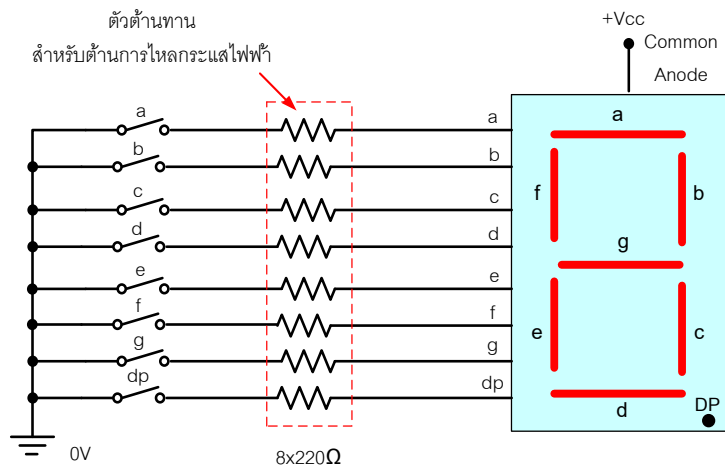 ตัวต้านทาน
สำหรับต้านการไหลกระแสไฟฟ้า
+Vcc
Common
Anode
a
b
c
d
e
f
g
dp
a
b
c
d
e
f
g
dp
a
f
b
g
e
c
d
DP
0V
8x220Ω